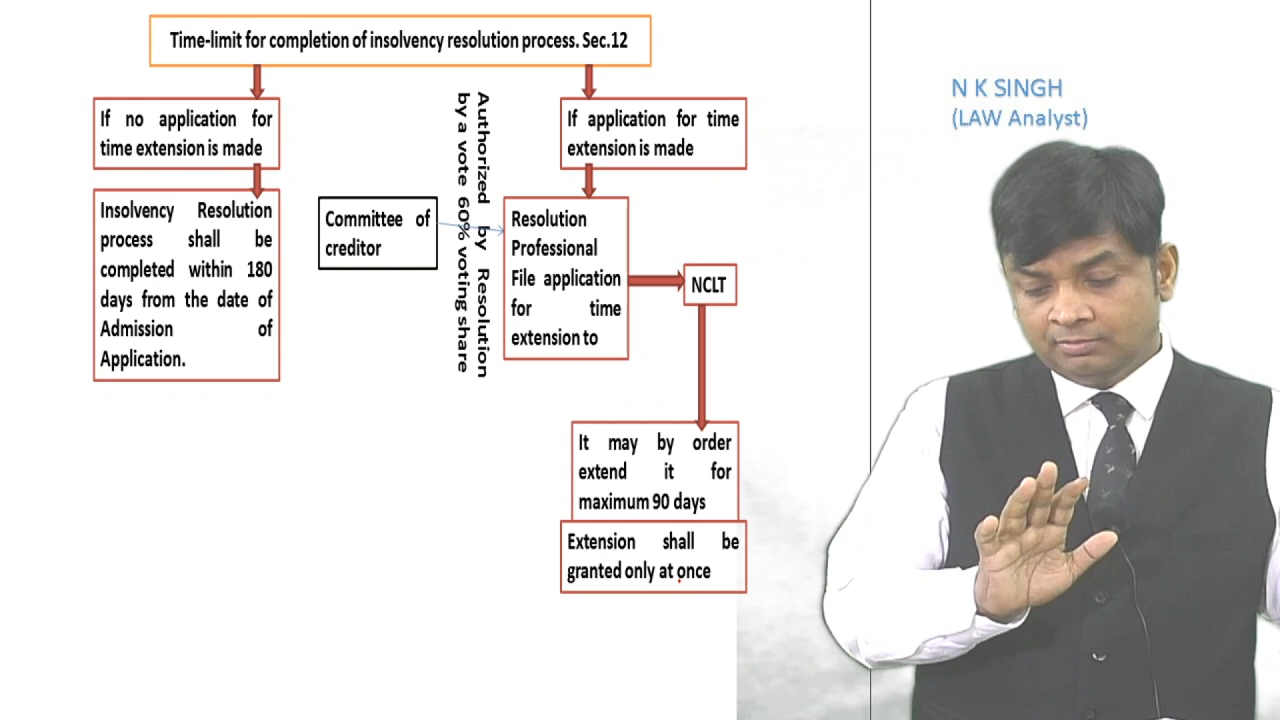 Time-limit for completion of insolvency resolution process. Sec.12
If no application for
time extension is made
Insolvency Resolution
process shall be
completed within 180
days from the date of
Admission of
Application.
Committee of
creditor
Authorized by Resolution
by a vote 60% voting share
If application for time
extension is made
Resolution
Professional
File application
for time
extension to
NCLT
It may by order
extend it for
maximum 90 days
Extension shall be
granted only at once
N K SINGH
(LAW Analyst)